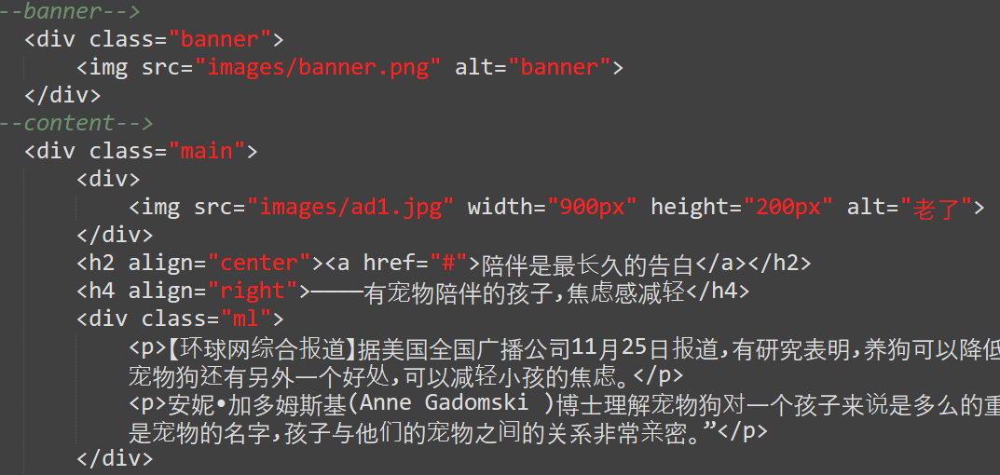 --banner-->
<div class="banner">
<img src="images/banner.png" alt="banner">
</div>
--content-->
<div class="main">
<div>
<img src="images/ad1.jpg" width="900px" height="200px" alt="老了">
</div>
<h2 align="center"><a href="#">陪伴是最长久的告白</a></h2>
<h4 align="right">————有宠物陪伴的孩子,焦虑感减轻</h4>
<div class="ml">
<p>【环球网综合报道】据美国全国广播公司11月25日报道,有研究表明,养狗可以降低
宠物狗还有另外一个好处,可以减轻小孩的焦虑。</p>
<p>安妮•加多姆斯基(Anne Gadomski )博士理解宠物狗对一个孩子来说是多么的重
是宠物的名字,孩子与他们的宠物之间的关系非常亲密。”</p>
</div>